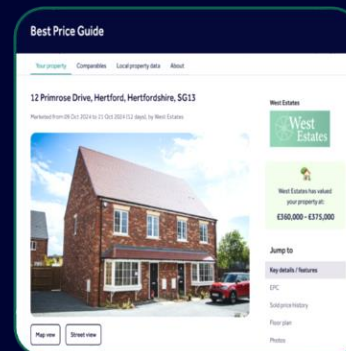 Best Price Guide
Your property Comparables Local property data About
12 Primrose Drive, Hertford, Hertfordshire, SG13
Marketed from 09 Oct 2024 to 21 Oct 2024 (12 days), by West Estates
West Estates
West
Estates
West Estates has valued
your property at:
£360,000 - £375,000
Jump to
Key details / features
EPC
Sold price history
Floor plan
Photos
Map view Street view